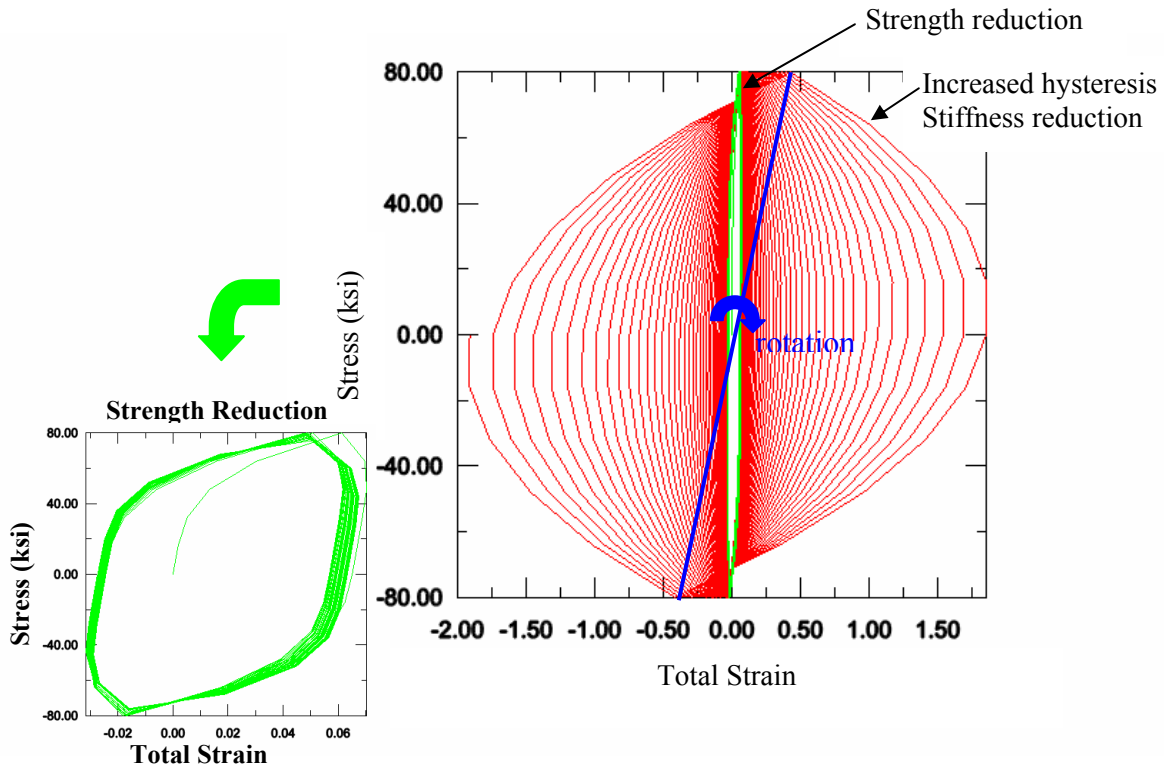 Strength reduction
Increased hysteresis
Stiffness reduction
80.00
40.00
0.00
-40.00
-80.00
Stress (ksi)
rotation
-2.00 -1.50 -1.00 -0.50 0.00 0.50 1.00 1.50
Total Strain
Strength Reduction
80.00
40.00
0.00
-40.00
-80.00
Stress (ksi)
-0.02 0.00 0.02 0.04 0.06
Total Strain